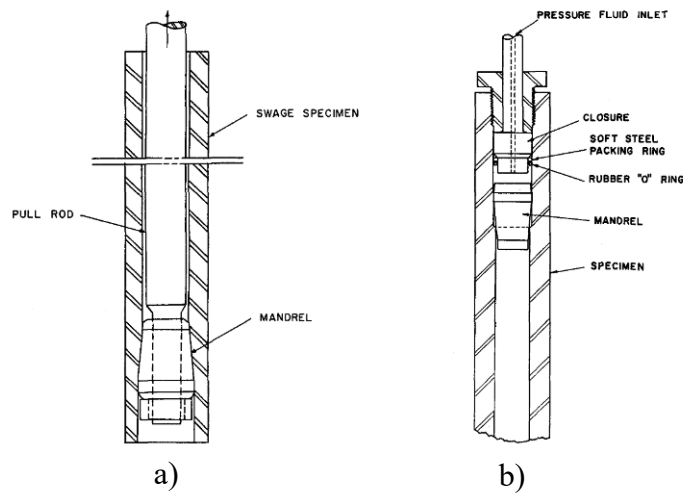 PRESSURE FLUID INLET
SWAGE SPECIMEN
CLOSURE
SOFT STEEL
PACKING RING
RUBBER "O" RING
PULL ROD
MANDREL
SPECIMEN
MANDREL
a)
b)